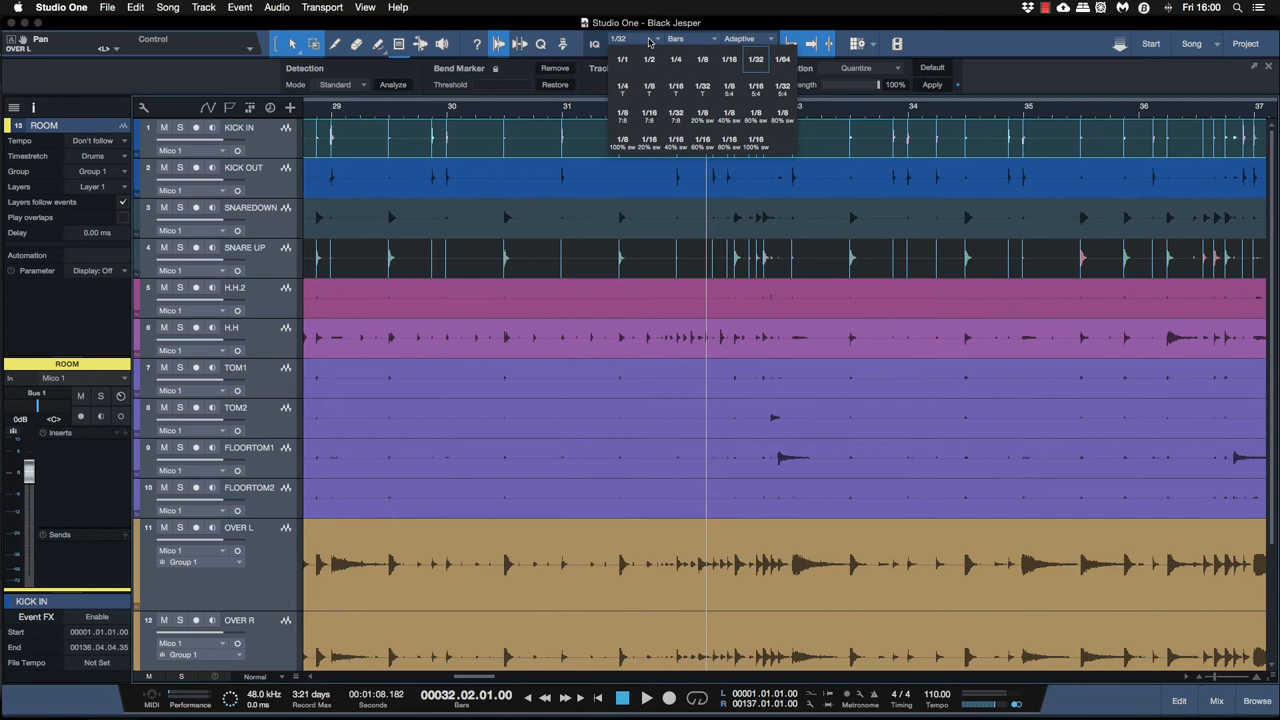 Studio One File Edit Song Track Event Audio Transport View Help
Fri 16:00
Studio One - Black Jesper
Pan
OVER L
Control
IQ
1/32
Bars
Adaptive
Start Song Project
Detection
Mode Standard Analyze
Bend Marker
Threshold
Remove
Restore
Quantize
Default
100% Apply
1/1 1/2 1/4 1/8 1/16 1/32 1/64
1/4 T 1/8 T 1/16 T 1/32 T 1/8 5:4 1/16 5:4 1/32 5:4
1/8 7:8 1/16 7:8 1/32 7:8 1/8 20% sw 1/8 40% sw 1/8 60% sw 1/8 80% sw
1/8 100% sw 1/16 20% sw 1/16 40% sw 1/16 60% sw 1/16 80% sw 1/16 100% sw
29 30 31 34 35 36 37
13 ROOM
Tempo Don't follow
Timestretch Drums
Group Group 1
Layers Layer 1
Layers follow events
Play overlaps
Delay 0.00 ms
Automation
Parameter Display: Off
ROOM
In Mico 1
Bus 1
M S
0dB <C>
Inserts
Sends
KICK IN
Event FX Enable
Start 00001.01.01.00
End 00136.04.04.35
File Tempo Not Set
1 M S KICK IN
Mico 1
2 M S KICK OUT
Mico 1
3 M S SNAREDOWN
Mico 1
4 M S SNARE UP
Mico 1
5 M S H.H.2
Mico 1
6 M S H.H
Mico 1
7 M S TOM1
Mico 1
8 M S TOM2
Mico 1
9 M S FLOORTOM1
Mico 1
10 M S FLOORTOM2
Mico 1
11 M S OVER L
Mico 1
Group 1
12 M S OVER R
Mico 1
Group 1
M S Normal
MIDI
Performance
48.0 kHz
0.0 ms
3:21 days
Record Max
00:01:08.182
Seconds
00032.02.01.00
Bars
L 00001.01.01.00
R 00137.01.01.00
Metronome
4 / 4
Timing
110.00
Tempo
Edit Mix Browse